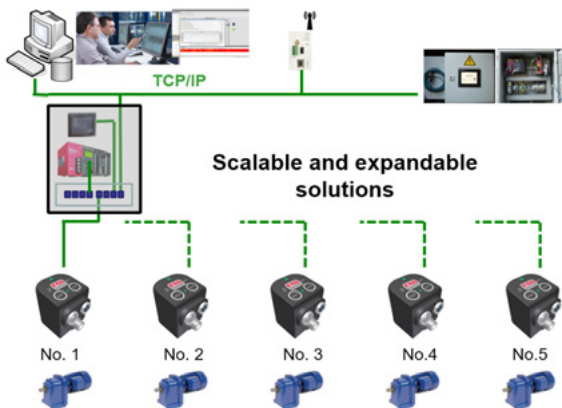 TCP/IP
Scalable and expandable
solutions
No. 1
No. 2
No. 3
No.4
No.5